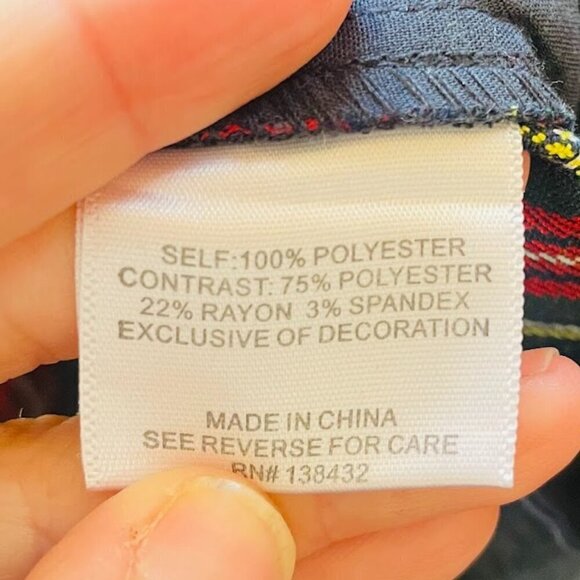 SELF:100% POLYESTER
CONTRAST: 75% POLYESTER
22% RAYON 3% SPANDEX
EXCLUSIVE OF DECORATION
MADE IN CHINA
SEE REVERSE FOR CARE
RN# 138432